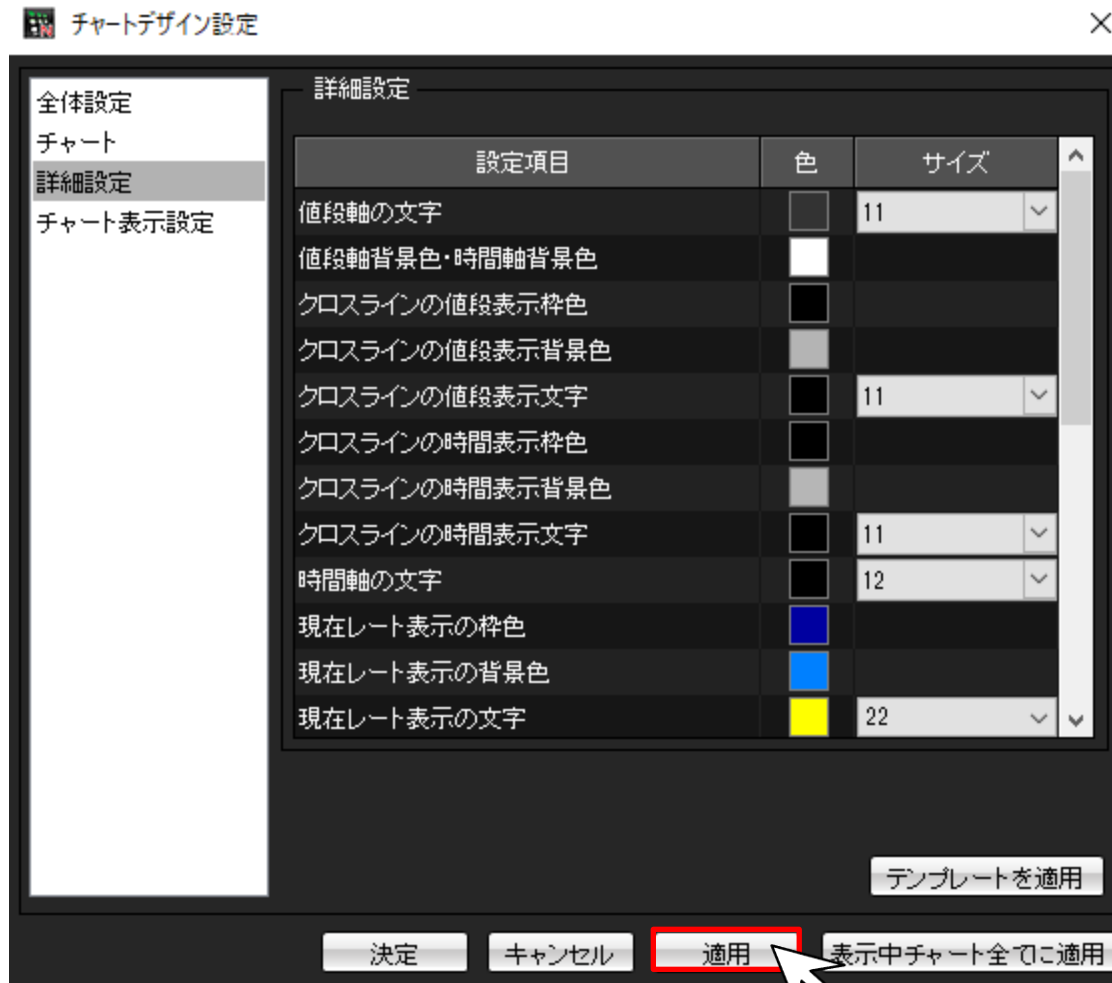 チャートデザイン設定
全体設定
チャート
詳細設定
チャート表示設定
詳細設定
設定項目 色 サイズ
値段軸の文字 11
値段軸背景色・時間軸背景色
クロスラインの値段表示枠色
クロスラインの値段表示背景色
クロスラインの値段表示文字 11
クロスラインの時間表示枠色
クロスラインの時間表示背景色
クロスラインの時間表示文字 11
時間軸の文字 12
現在レート表示の枠色
現在レート表示の背景色
現在レート表示の文字 22
テンプレートを適用
決定 キャンセル 適用 表示中チャート全てに適用